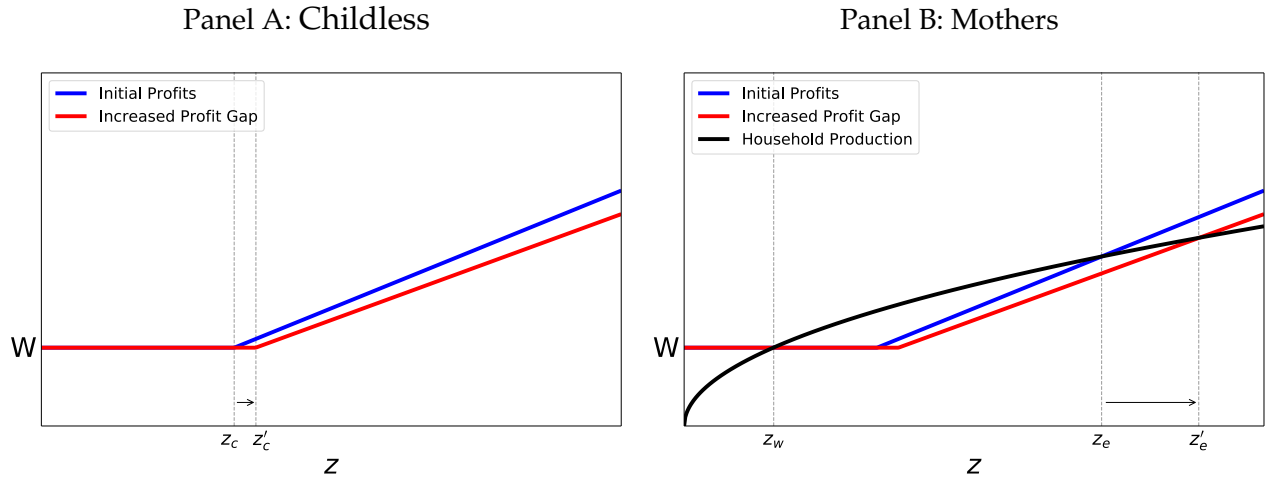 Panel A: Childless
Initial Profits
Increased Profit Gap
W
z_c z'_c
z
Panel B: Mothers
Initial Profits
Increased Profit Gap
Household Production
W
z_w z_e z'_e
z